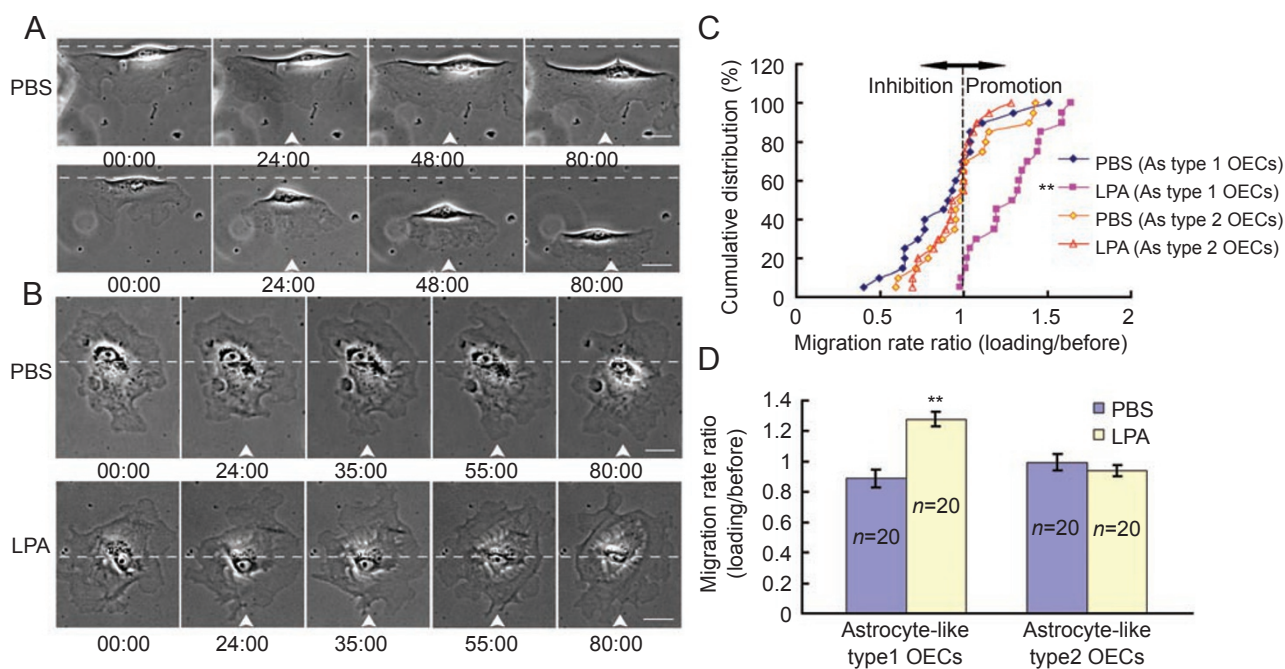 A
PBS
00:00 24:00 48:00 80:00
00:00 24:00 48:00 80:00
B
PBS
00:00 24:00 35:00 55:00 80:00
LPA
00:00 24:00 35:00 55:00 80:00
C
Cumulative distribution (%)
120
100
80
60
40
20
0
Inhibition Promotion
PBS (As type 1 OECs)
** LPA (As type 1 OECs)
PBS (As type 2 OECs)
LPA (As type 2 OECs)
0 0.5 1 1.5 2
Migration rate ratio (loading/before)
D
Migration rate ratio
(loading/before)
1.4
1.2
1
0.8
0.6
0.4
0.2
0
**
PBS
LPA
n=20 n=20 n=20 n=20
Astrocyte-like
type1 OECs
Astrocyte-like
type2 OECs